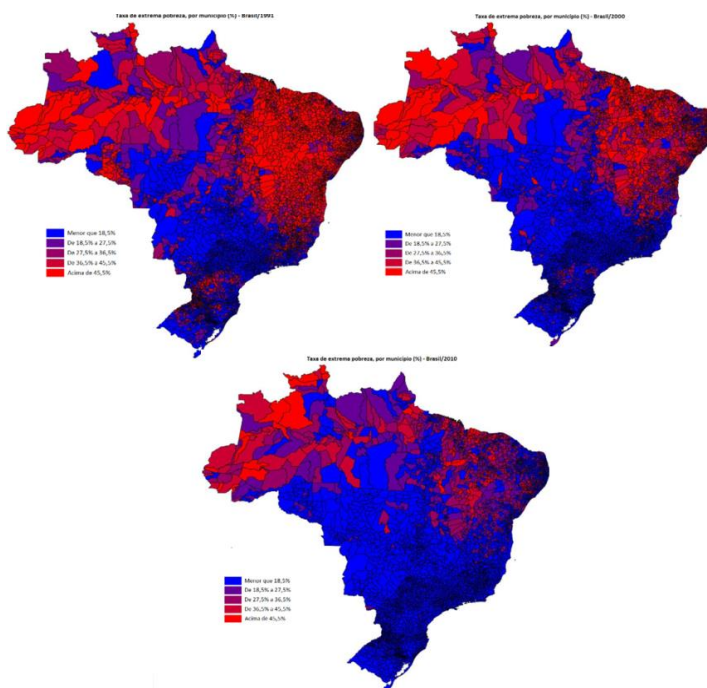 Taxa de extrema pobreza, por município (%) - Brasil/1991
Menor que 18,5%
De 18,5% a 27,5%
De 27,5% a 36,5%
De 36,5% a 45,5%
Acima de 45,5%
Taxa de extrema pobreza, por município (%) - Brasil/2000
Menor que 18,5%
De 18,5% a 27,5%
De 27,5% a 36,5%
De 36,5% a 45,5%
Acima de 45,5%
Taxa de extrema pobreza, por município (%) - Brasil/2010
Menor que 18,5%
De 18,5% a 27,5%
De 27,5% a 36,5%
De 36,5% a 45,5%
Acima de 45,5%